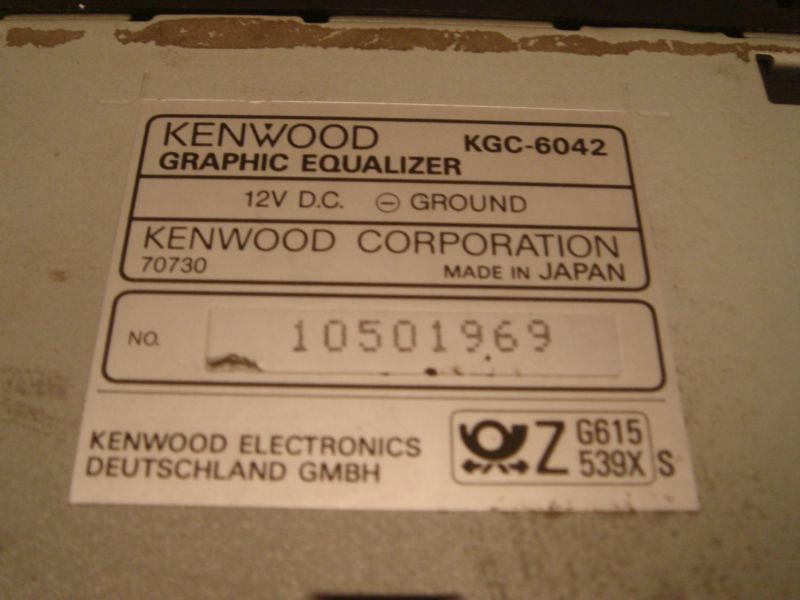 KENWOOD KGC-6042
GRAPHIC EQUALIZER
12V D.C. ⊖ GROUND
KENWOOD CORPORATION
70730 MADE IN JAPAN
NO. 10501969
KENWOOD ELECTRONICS
DEUTSCHLAND GMBH
Z G615
539X S